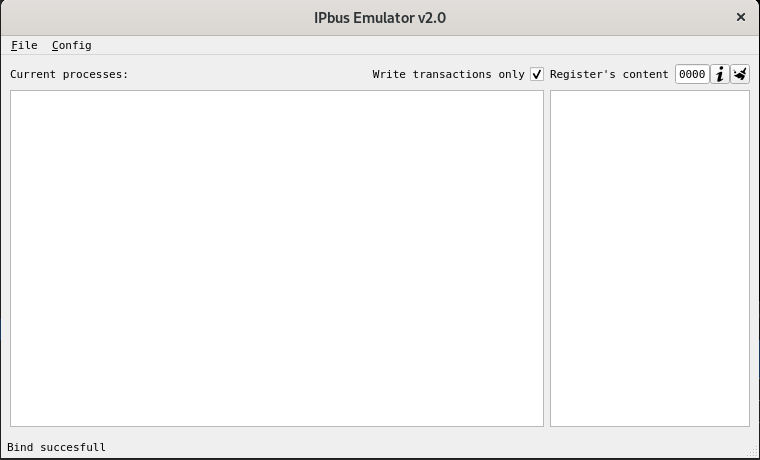 IPbus Emulator v2.0
File Config
Current processes: Write transactions only Register's content 0000
Bind succesfull